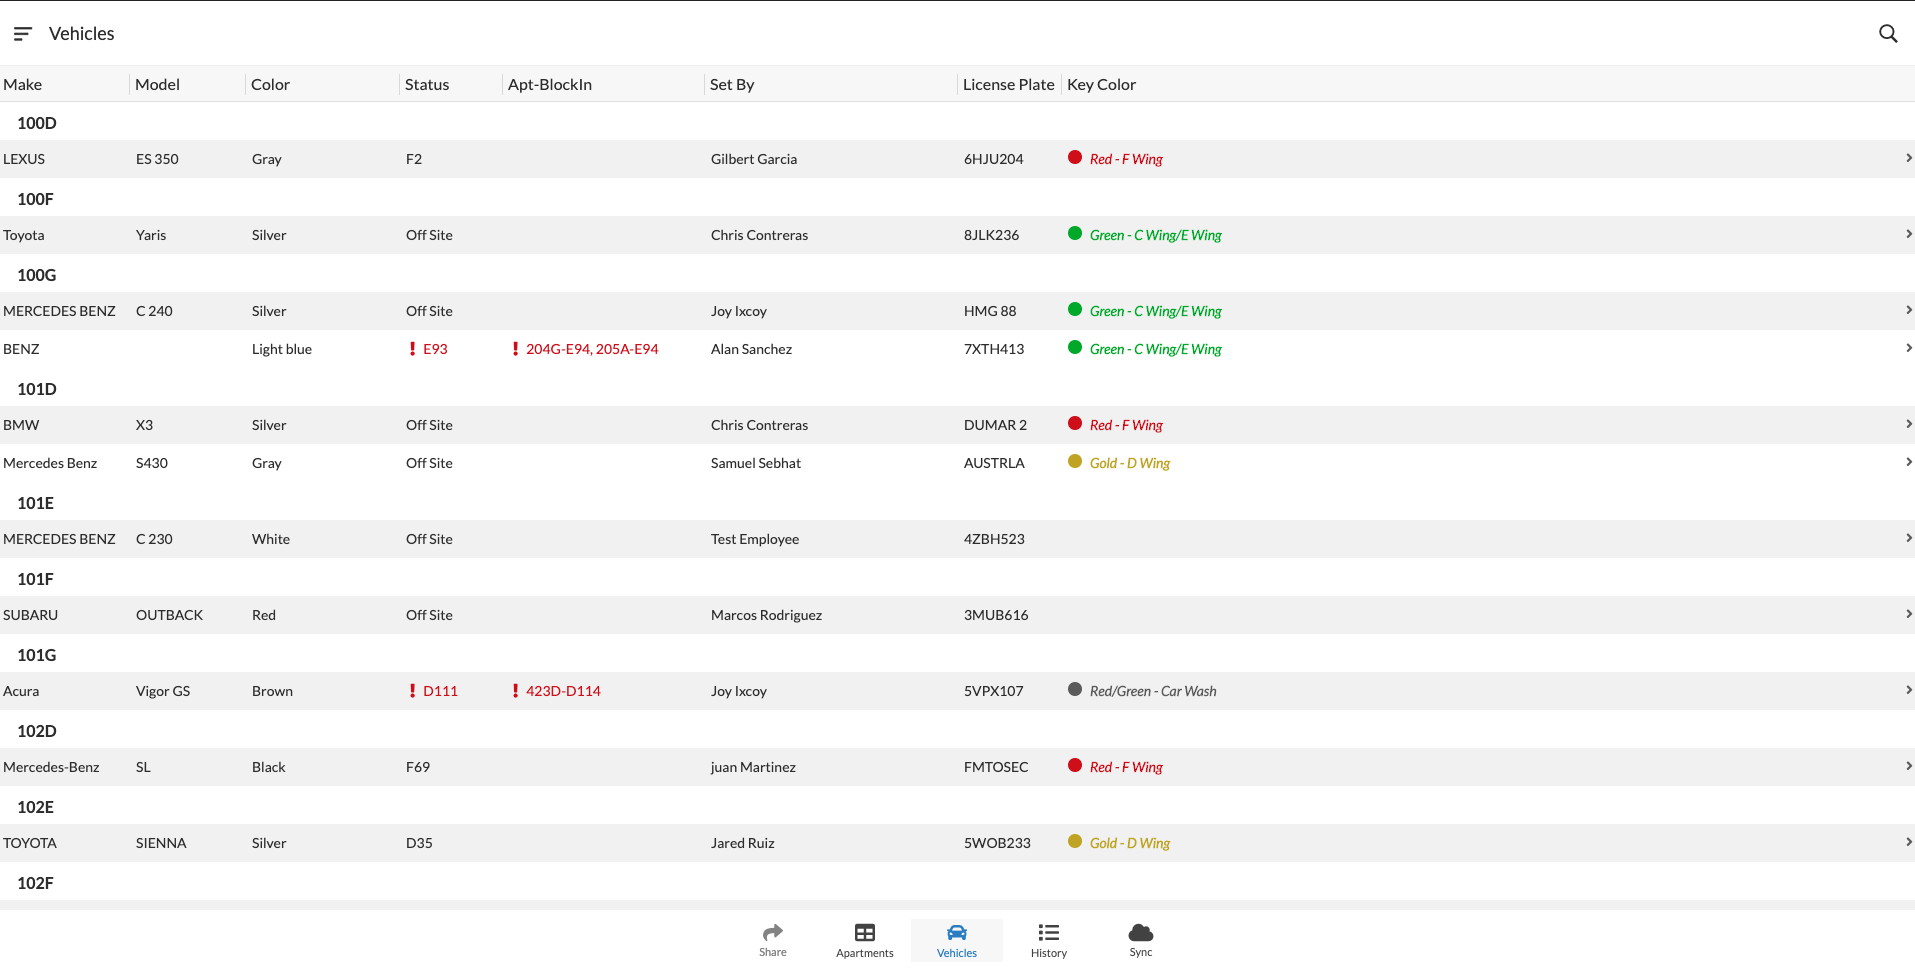 Vehicles
Make Model Color Status Apt-BlockIn Set By License Plate Key Color
100D
LEXUS ES 350 Gray F2 Gilbert Garcia 6HJU204 Red - F Wing
100F
Toyota Yaris Silver Off Site Chris Contreras 8JLK236 Green - C Wing/E Wing
100G
MERCEDES BENZ C 240 Silver Off Site Joy Ixcoy HMG 88 Green - C Wing/E Wing
BENZ Light blue ! E93 ! 204G-E94, 205A-E94 Alan Sanchez 7XTH413 Green - C Wing/E Wing
101D
BMW X3 Silver Off Site Chris Contreras DUMAR 2 Red - F Wing
Mercedes Benz S430 Gray Off Site Samuel Sebhat AUSTRLA Gold - D Wing
101E
MERCEDES BENZ C 230 White Off Site Test Employee 4ZBH523
101F
SUBARU OUTBACK Red Off Site Marcos Rodriguez 3MUB616
101G
Acura Vigor GS Brown ! D111 ! 423D-D114 Joy Ixcoy 5VPX107 Red/Green - Car Wash
102D
Mercedes-Benz SL Black F69 juan Martinez FMTOSEC Red - F Wing
102E
TOYOTA SIENNA Silver D35 Jared Ruiz 5WOB233 Gold - D Wing
102F
Share Apartments Vehicles History Sync